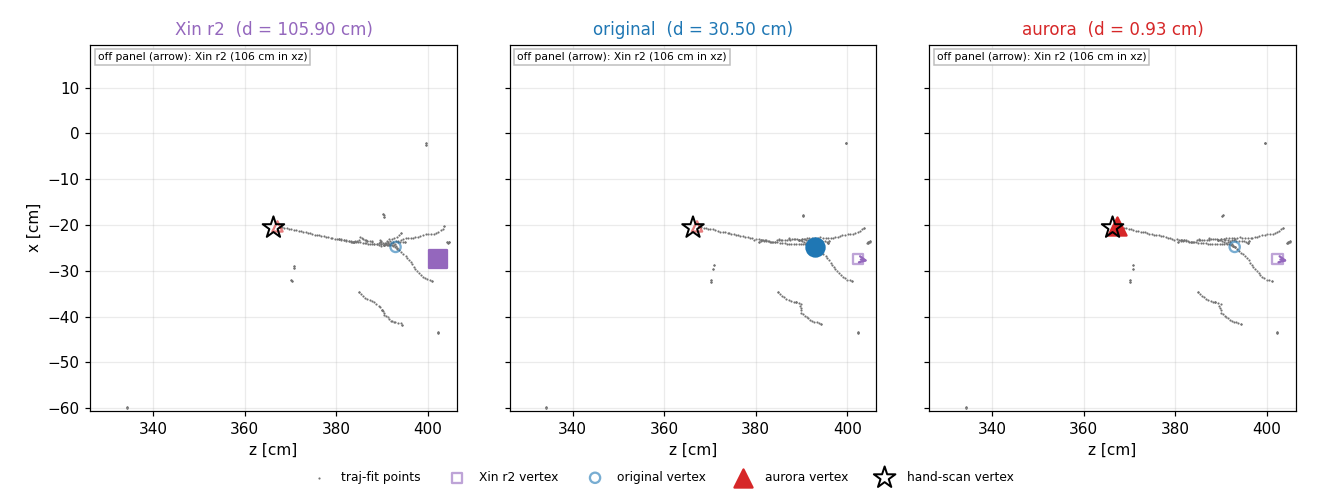 Xin r2  (d = 105.90 cm)
original  (d = 30.50 cm)
aurora  (d = 0.93 cm)
off panel (arrow): Xin r2 (106 cm in xz)
off panel (arrow): Xin r2 (106 cm in xz)
off panel (arrow): Xin r2 (106 cm in xz)
x [cm]
10
0
−10
−20
−30
−40
−50
−60
340
360
380
400
340
360
380
400
340
360
380
400
z [cm]
z [cm]
z [cm]
traj-fit points
Xin r2 vertex
original vertex
aurora vertex
hand-scan vertex